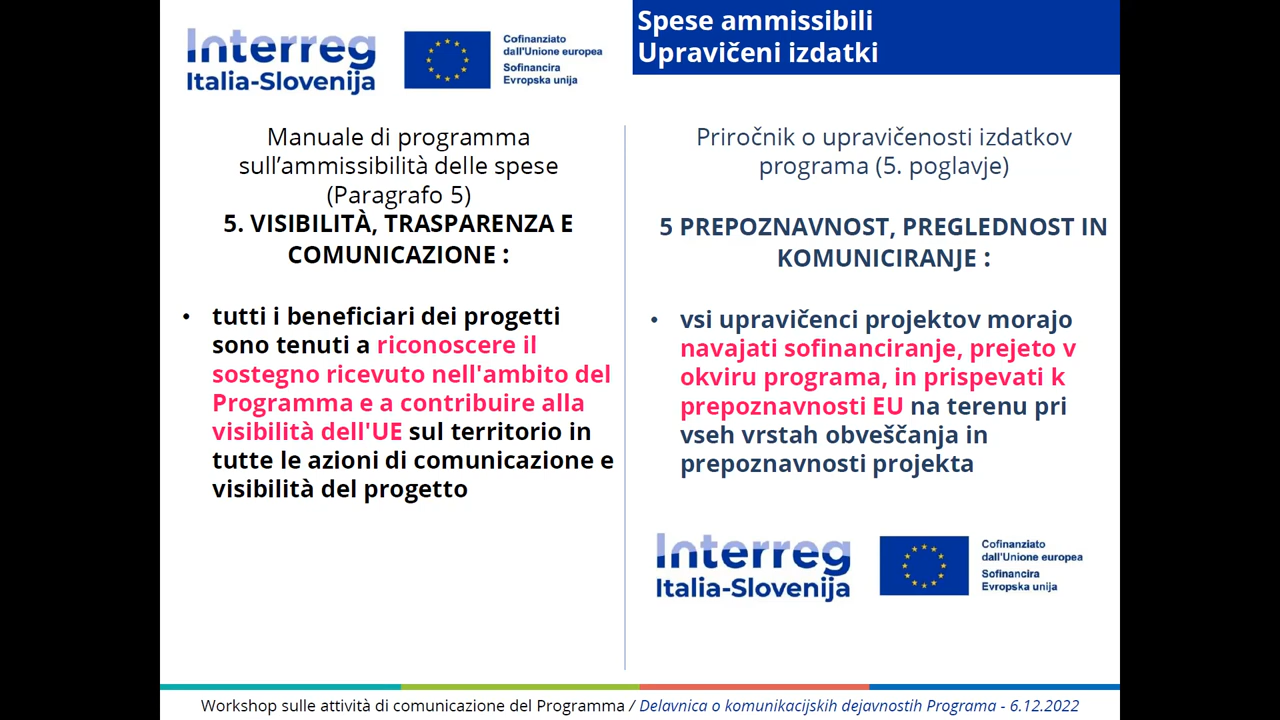 Interreg
Italia-Slovenija
Cofinanziato
dall'Unione europea
Sofinancira
Evropska unija
Spese ammissibili
Upravičeni izdatki
Manuale di programma
sull’ammissibilità delle spese
(Paragrafo 5)
5. VISIBILITÀ, TRASPARENZA E
COMUNICAZIONE :
• tutti i beneficiari dei progetti
sono tenuti a riconoscere il
sostegno ricevuto nell'ambito del
Programma e a contribuire alla
visibilità dell'UE sul territorio in
tutte le azioni di comunicazione e
visibilità del progetto
Priročnik o upravičenosti izdatkov
programa (5. poglavje)
5 PREPOZNAVNOST, PREGLEDNOST IN
KOMUNICIRANJE :
• vsi upravičenci projektov morajo
navajati sofinanciranje, prejeto v
okviru programa, in prispevati k
prepoznavnosti EU na terenu pri
vseh vrstah obveščanja in
prepoznavnosti projekta
Interreg
Italia-Slovenija
Cofinanziato
dall'Unione europea
Sofinancira
Evropska unija
Workshop sulle attività di comunicazione del Programma / Delavnica o komunikacijskih dejavnostih Programa - 6.12.2022